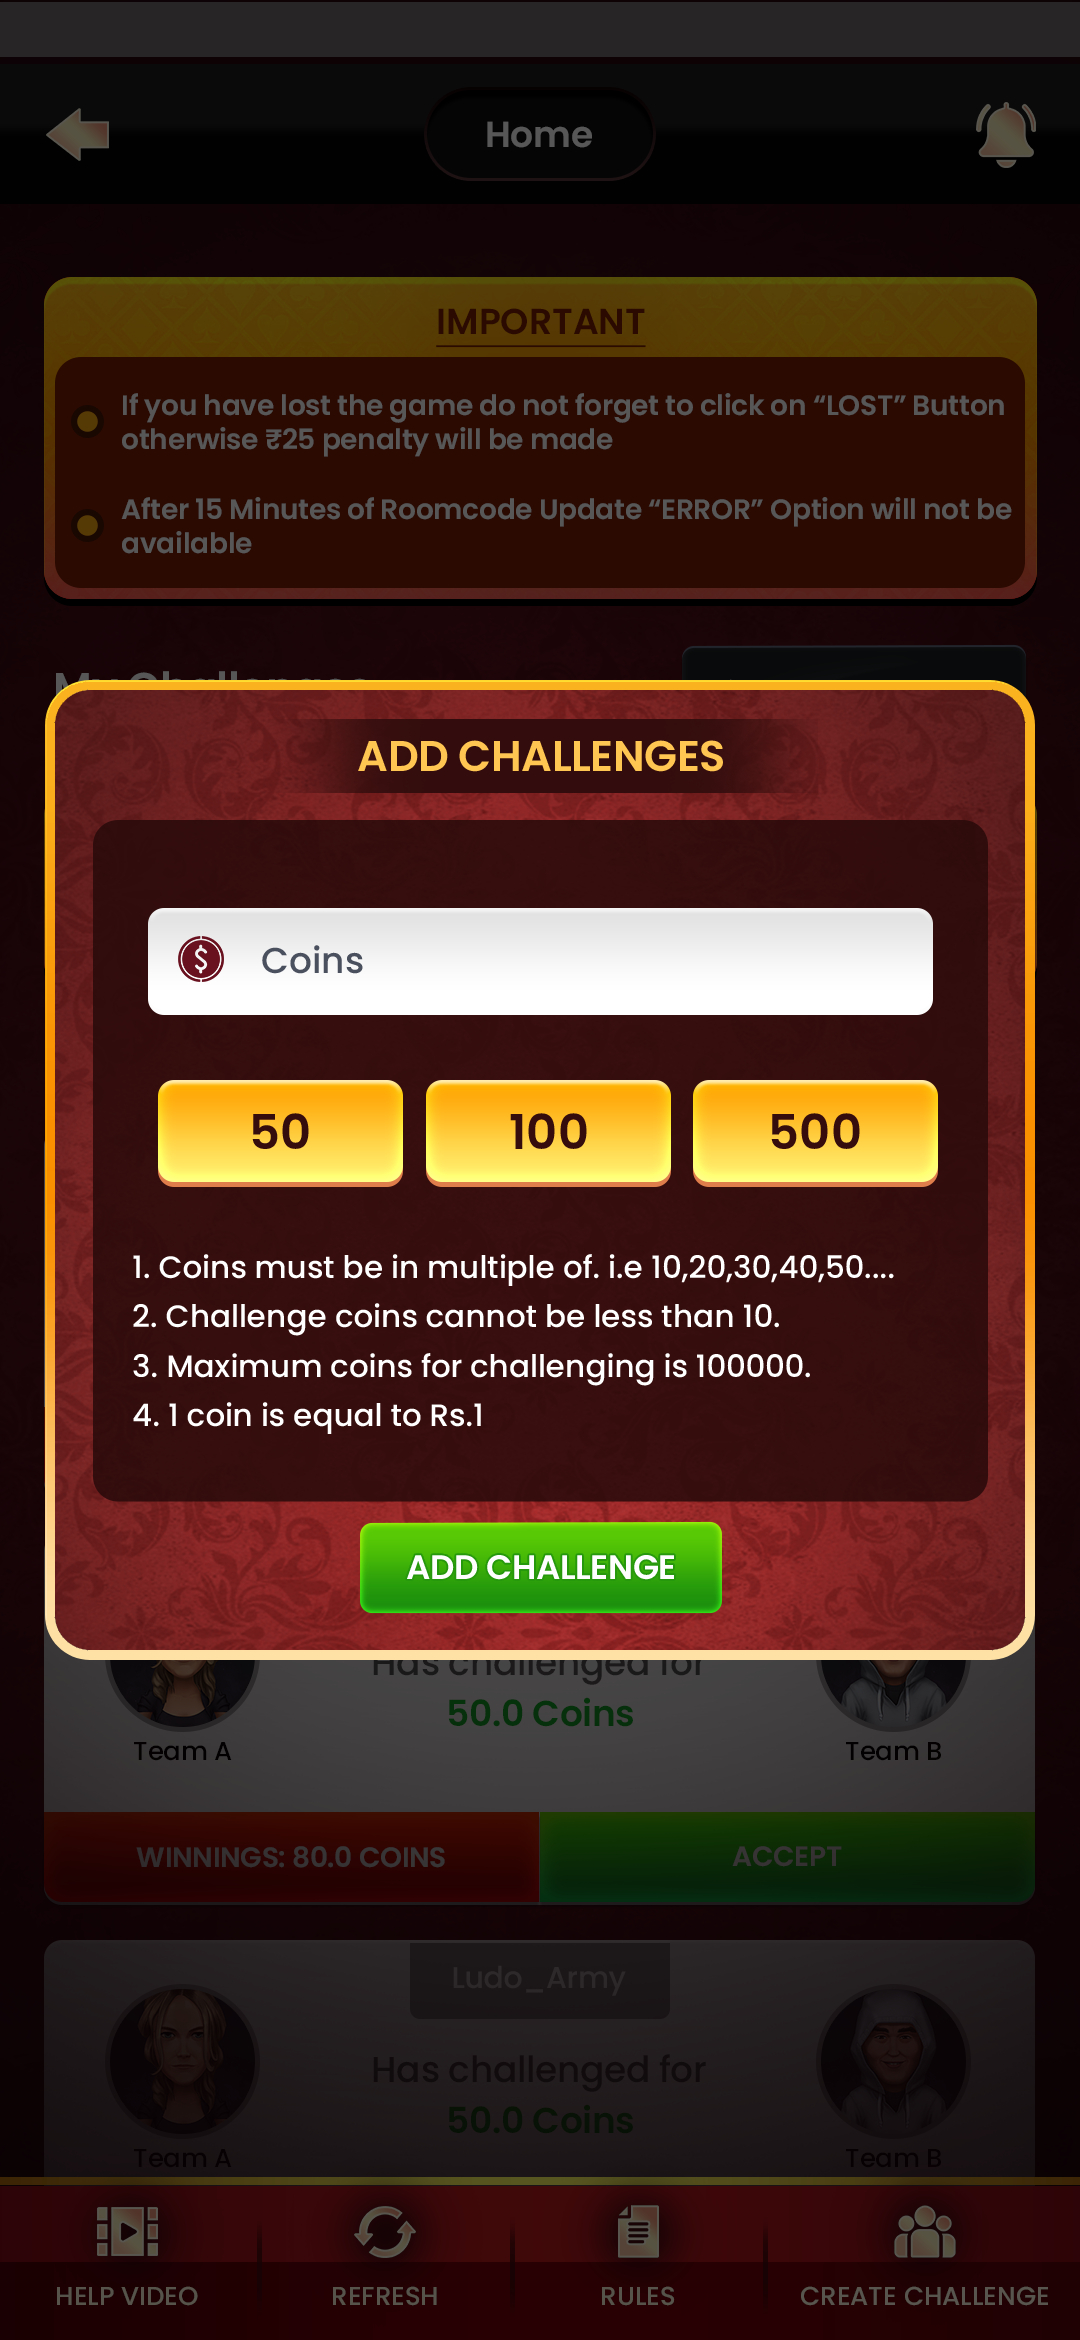 Home
IMPORTANT
If you have lost the game do not forget to click on “LOST” Button
otherwise ₹25 penalty will be made
After 15 Minutes of Roomcode Update “ERROR” Option will not be
available
My Challenges
ADD CHALLENGES
Coins
50
100
500
1. Coins must be in multiple of. i.e 10,20,30,40,50....
2. Challenge coins cannot be less than 10.
3. Maximum coins for challenging is 100000.
4. 1 coin is equal to Rs.1
ADD CHALLENGE
Has challenged for
50.0 Coins
Team A
Team B
WINNINGS: 80.0 COINS
ACCEPT
Ludo_Army
Has challenged for
50.0 Coins
Team A
Team B
HELP VIDEO
REFRESH
RULES
CREATE CHALLENGE